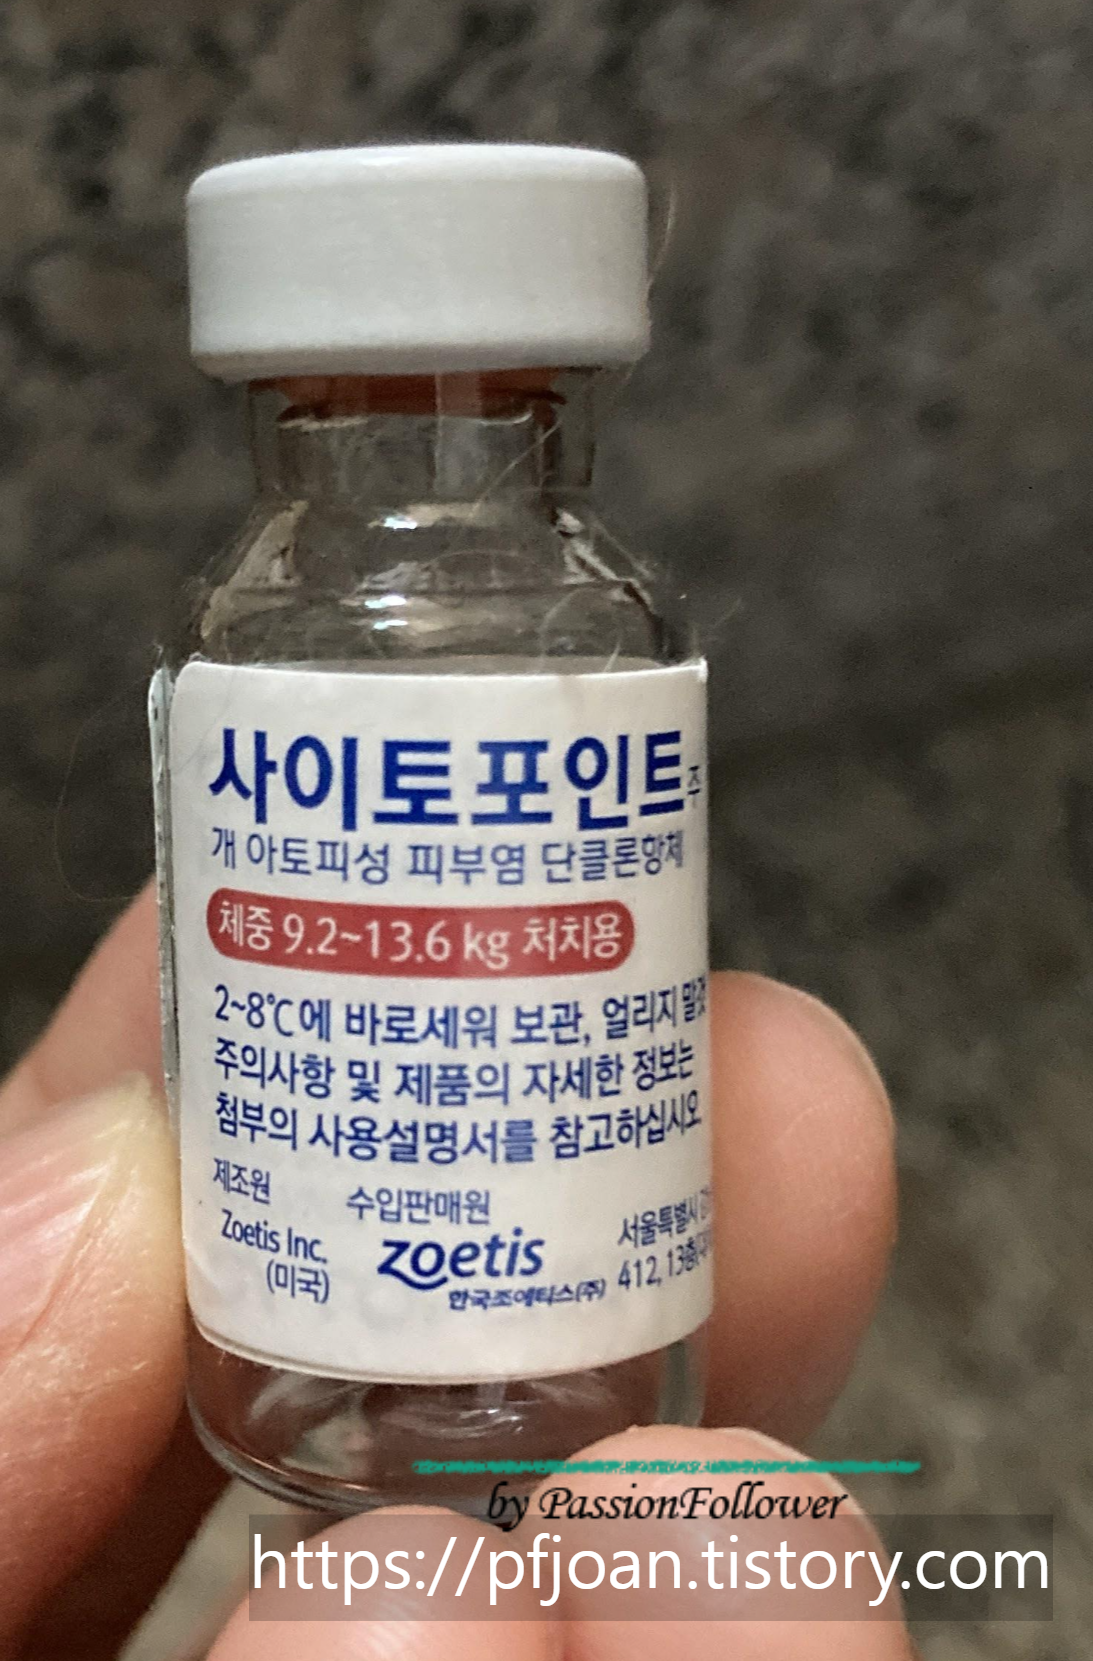 사이토포인트주
개 아토피성 피부염 단클론항체
체중 9.2~13.6 kg 처치용
2~8℃에 바로세워 보관, 얼리지 말것
주의사항 및 제품의 자세한 정보는
첨부의 사용설명서를 참고하십시오
제조원
Zoetis Inc.
(미국)
수입판매원
zoetis
한국조에티스(주)
서울특별시
412, 13층
by PassionFollower
https://pfjoan.tistory.com